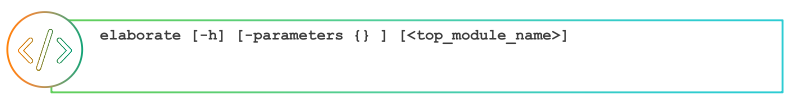 elaborate [-h] [-parameters {} ] [<top_module_name>]